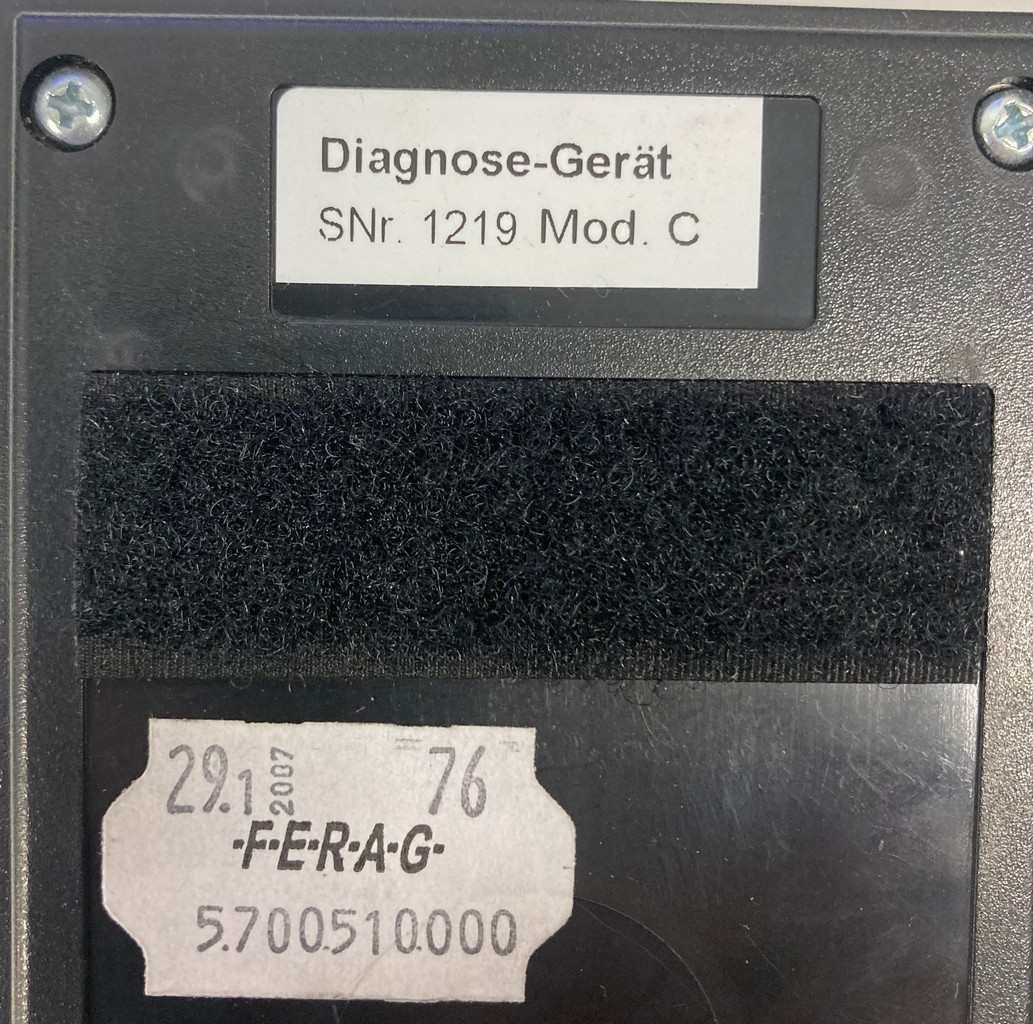 Diagnose-Gerät
SNr. 1219 Mod. C
29.1 2007 76
-F-E-R-A-G-
5.700.510.000